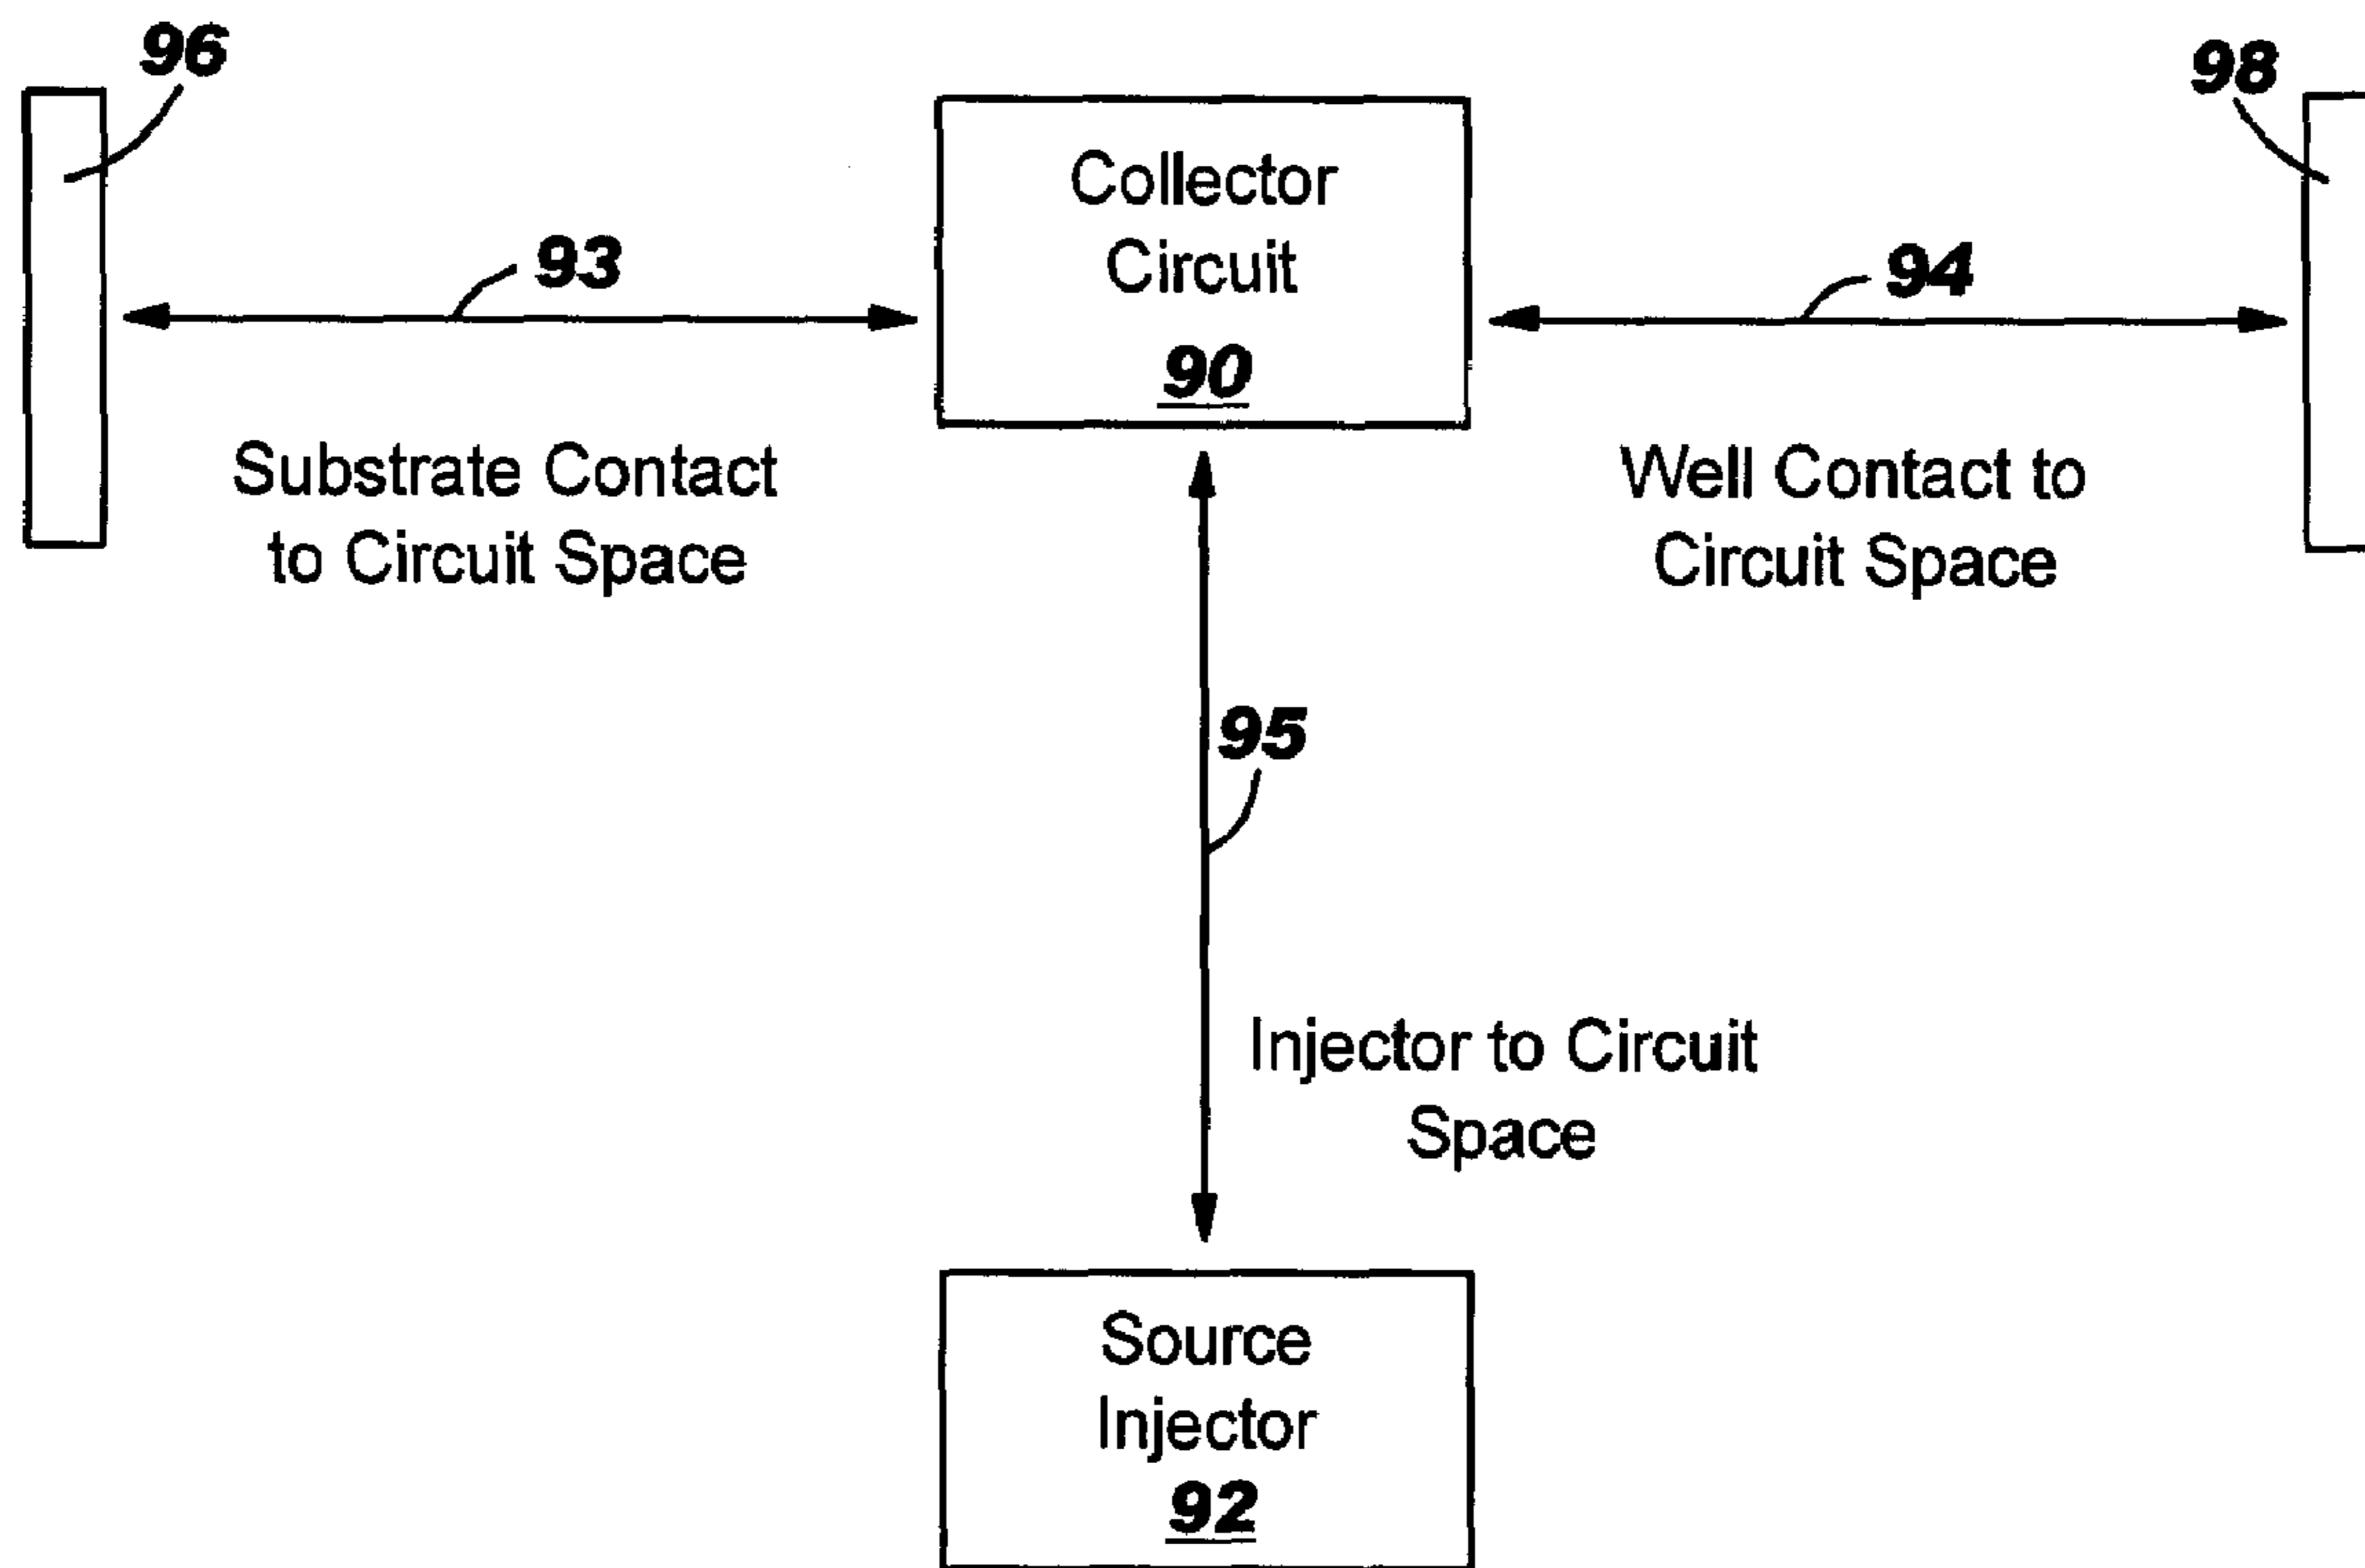 96
98
Collector
Circuit
90
93
94
Substrate Contact
to Circuit Space
Well Contact to
Circuit Space
95
Injector to Circuit
Space
Source
Injector
92